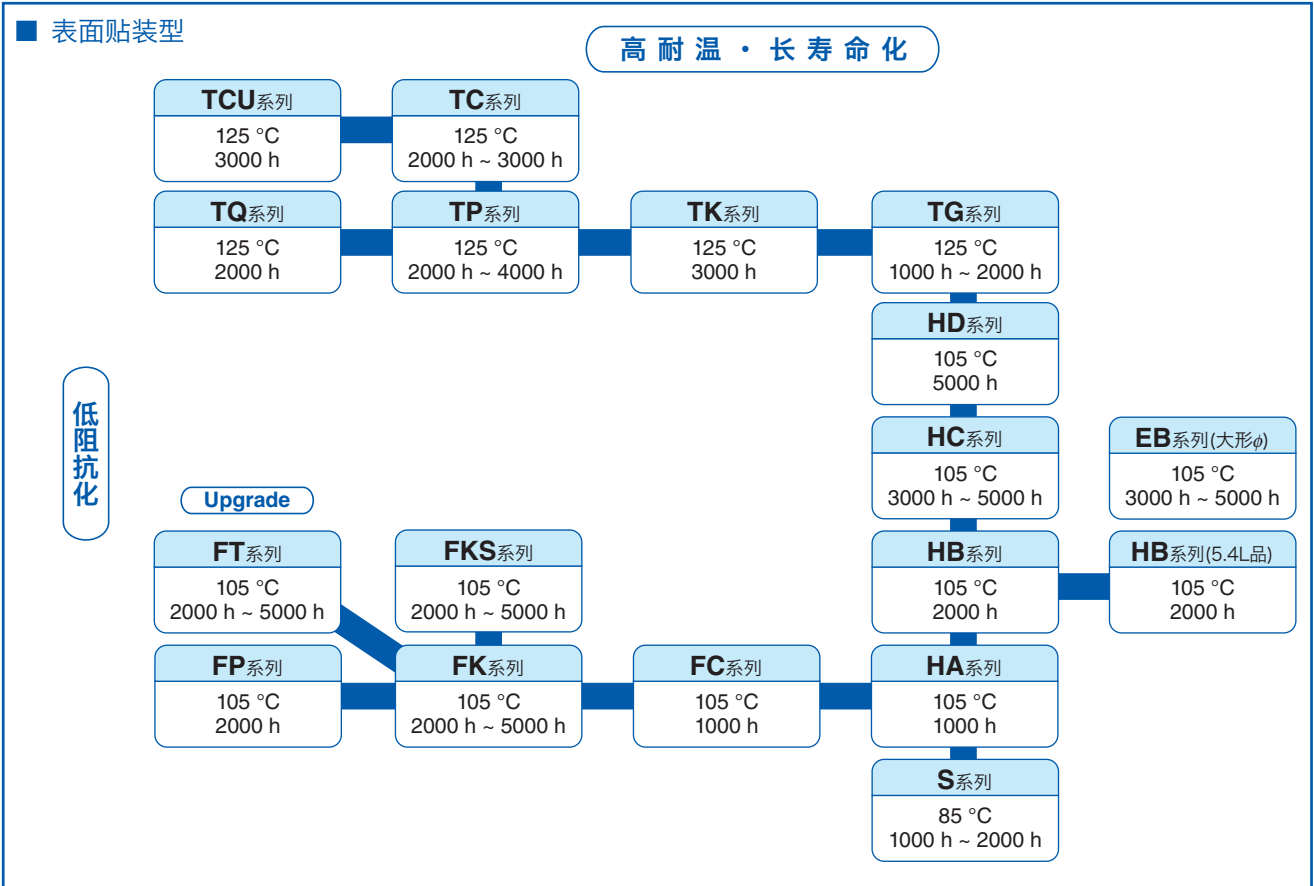 ■ 表面贴装型
高耐温・长寿命化
TCU系列
125 °C
3000 h
TC系列
125 °C
2000 h ~ 3000 h
TQ系列
125 °C
2000 h
TP系列
125 °C
2000 h ~ 4000 h
TK系列
125 °C
3000 h
TG系列
125 °C
1000 h ~ 2000 h
HD系列
105 °C
5000 h
低阻抗化
HC系列
105 °C
3000 h ~ 5000 h
EB系列(大形ϕ)
105 °C
3000 h ~ 5000 h
Upgrade
FT系列
105 °C
2000 h ~ 5000 h
FKS系列
105 °C
2000 h ~ 5000 h
HB系列
105 °C
2000 h
HB系列(5.4L品)
105 °C
2000 h
FP系列
105 °C
2000 h
FK系列
105 °C
2000 h ~ 5000 h
FC系列
105 °C
1000 h
HA系列
105 °C
1000 h
S系列
85 °C
1000 h ~ 2000 h